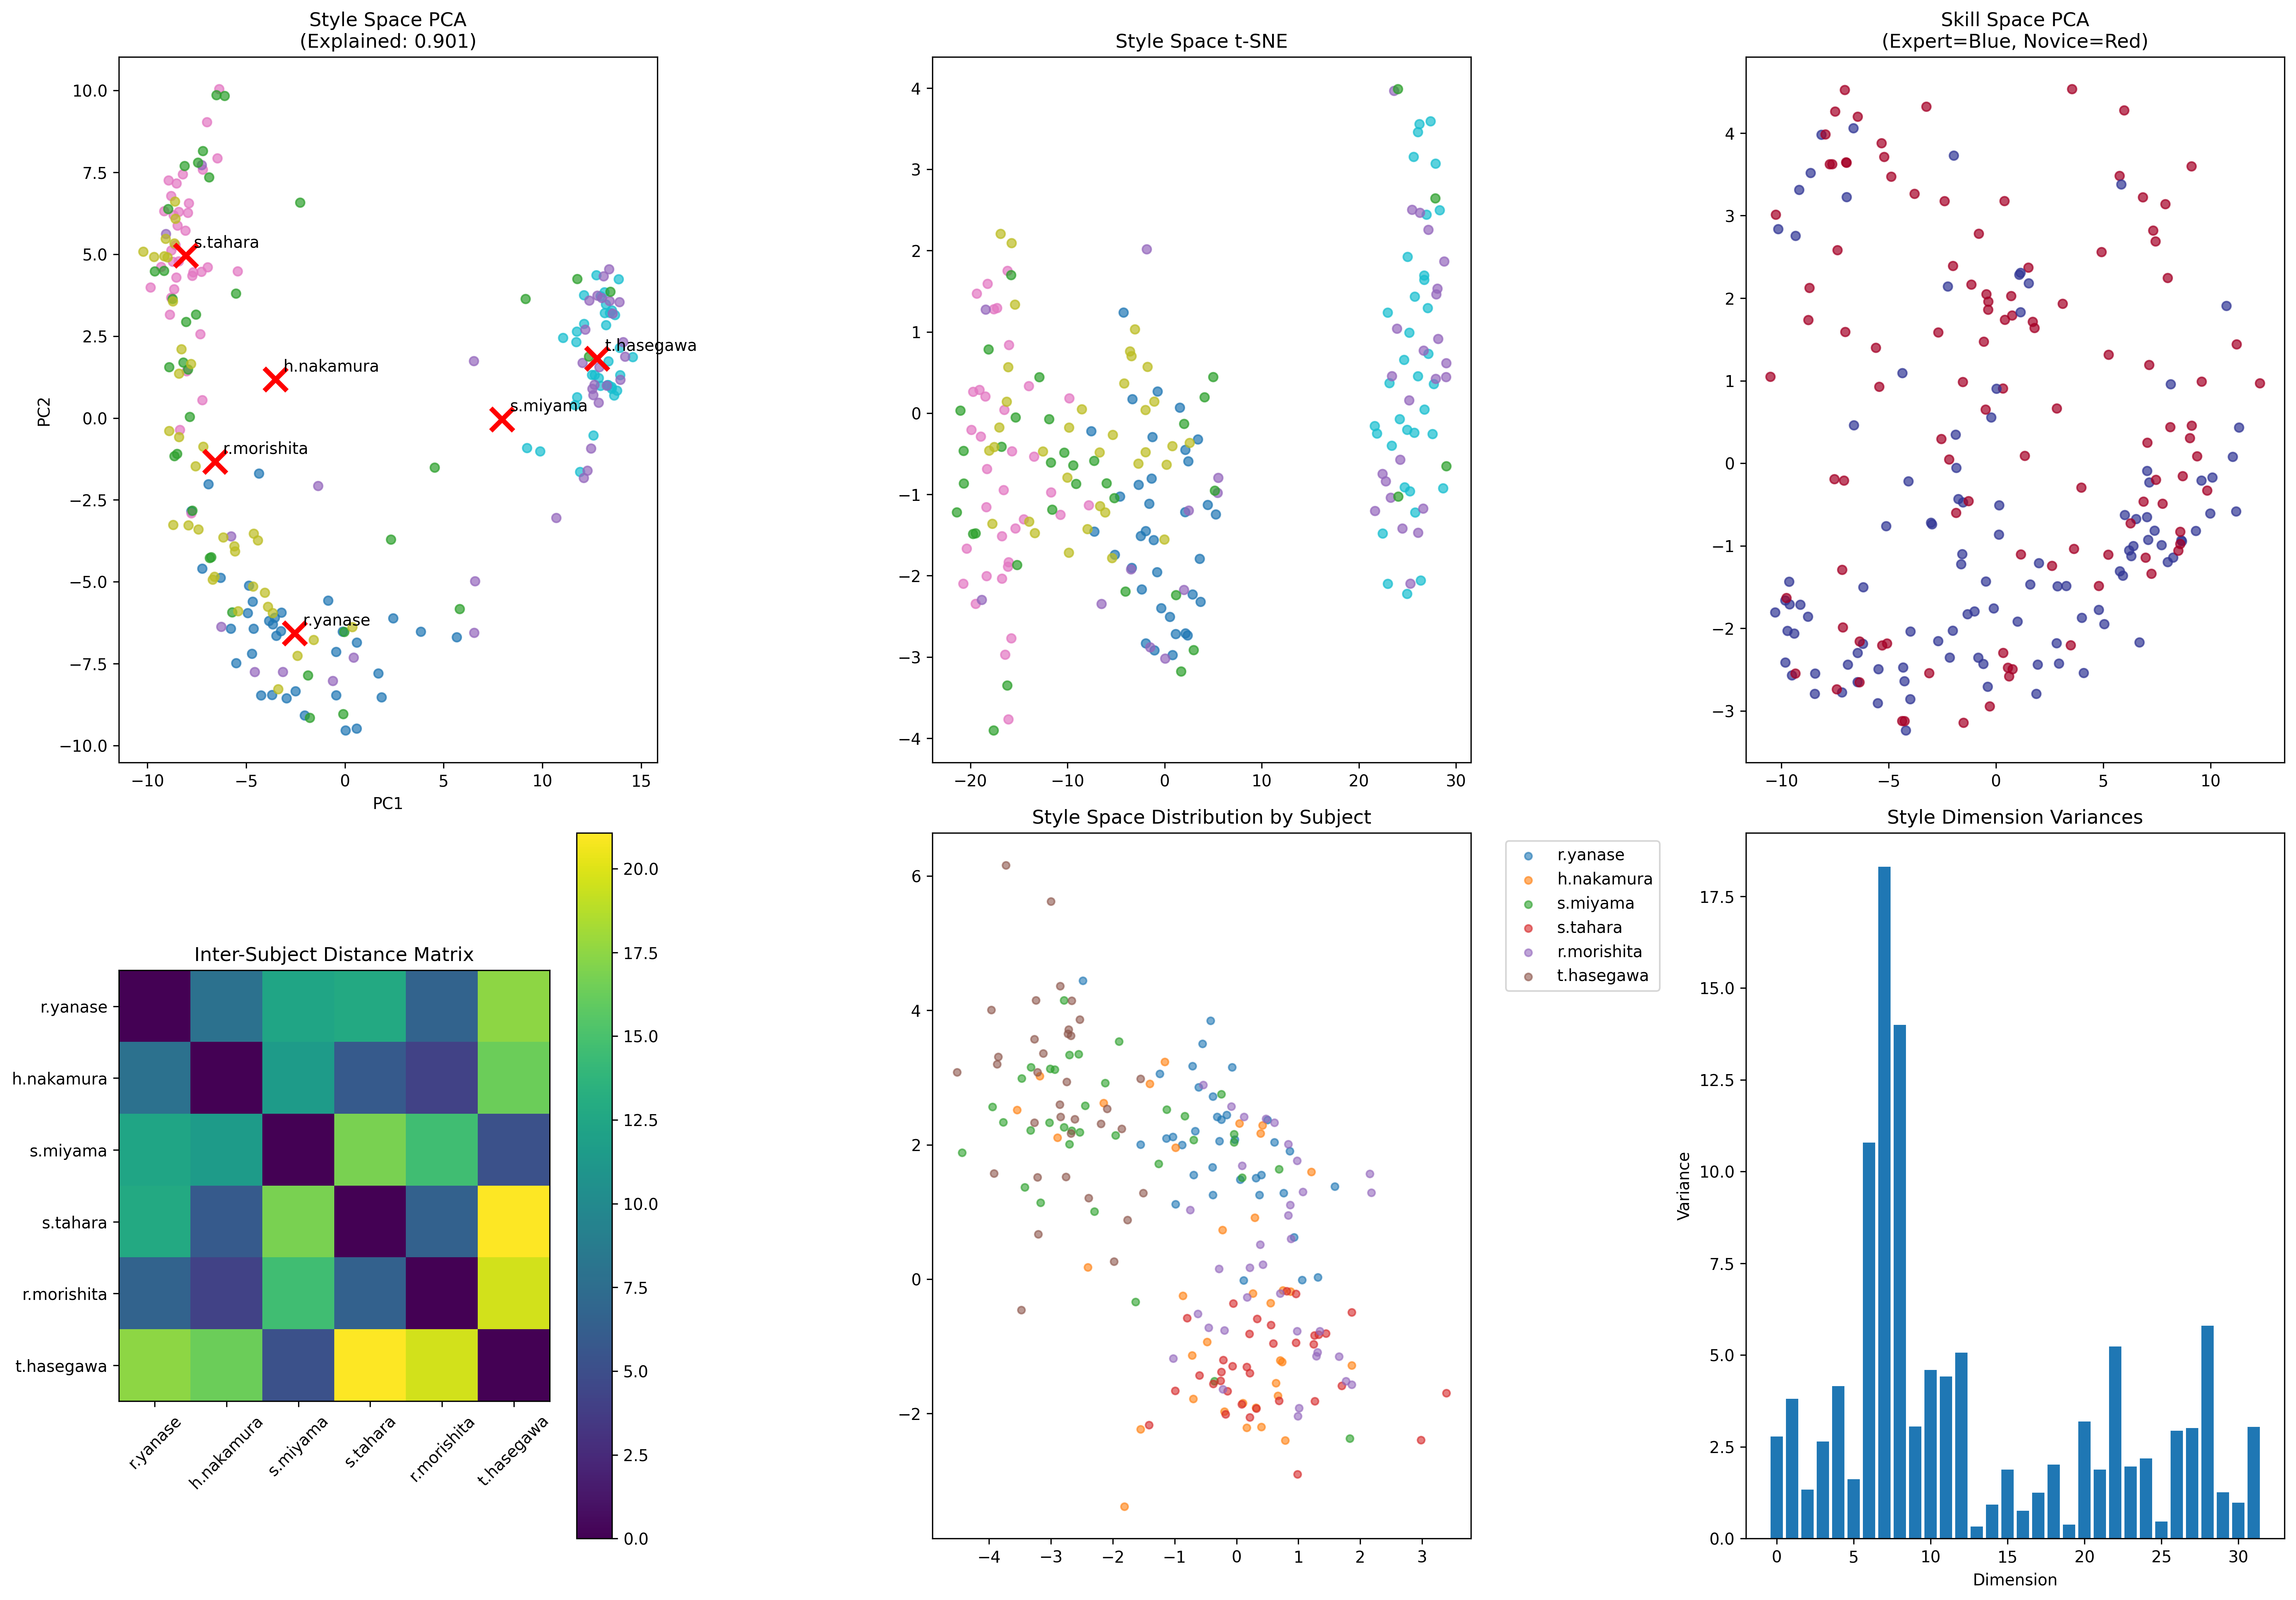 Style Space PCA
(Explained: 0.901)
10.0
7.5
5.0
2.5
0.0
−2.5
−5.0
−7.5
−10.0
PC2
s.tahara
t.hasegawa
h.nakamura
s.miyama
r.morishita
r.yanase
−10
−5
0
5
10
15
PC1
Style Space t-SNE
4
3
2
1
0
−1
−2
−3
−4
−20
−10
0
10
20
30
Skill Space PCA
(Expert=Blue, Novice=Red)
4
3
2
1
0
−1
−2
−3
−10
−5
0
5
10
Inter-Subject Distance Matrix
r.yanase
h.nakamura
s.miyama
s.tahara
r.morishita
t.hasegawa
r.yanase
h.nakamura
s.miyama
s.tahara
r.morishita
t.hasegawa
20.0
17.5
15.0
12.5
10.0
7.5
5.0
2.5
0.0
Style Space Distribution by Subject
6
4
2
0
−2
−4
−3
−2
−1
0
1
2
3
r.yanase
h.nakamura
s.miyama
s.tahara
r.morishita
t.hasegawa
Style Dimension Variances
17.5
15.0
12.5
10.0
7.5
5.0
2.5
0.0
Variance
0
5
10
15
20
25
30
Dimension